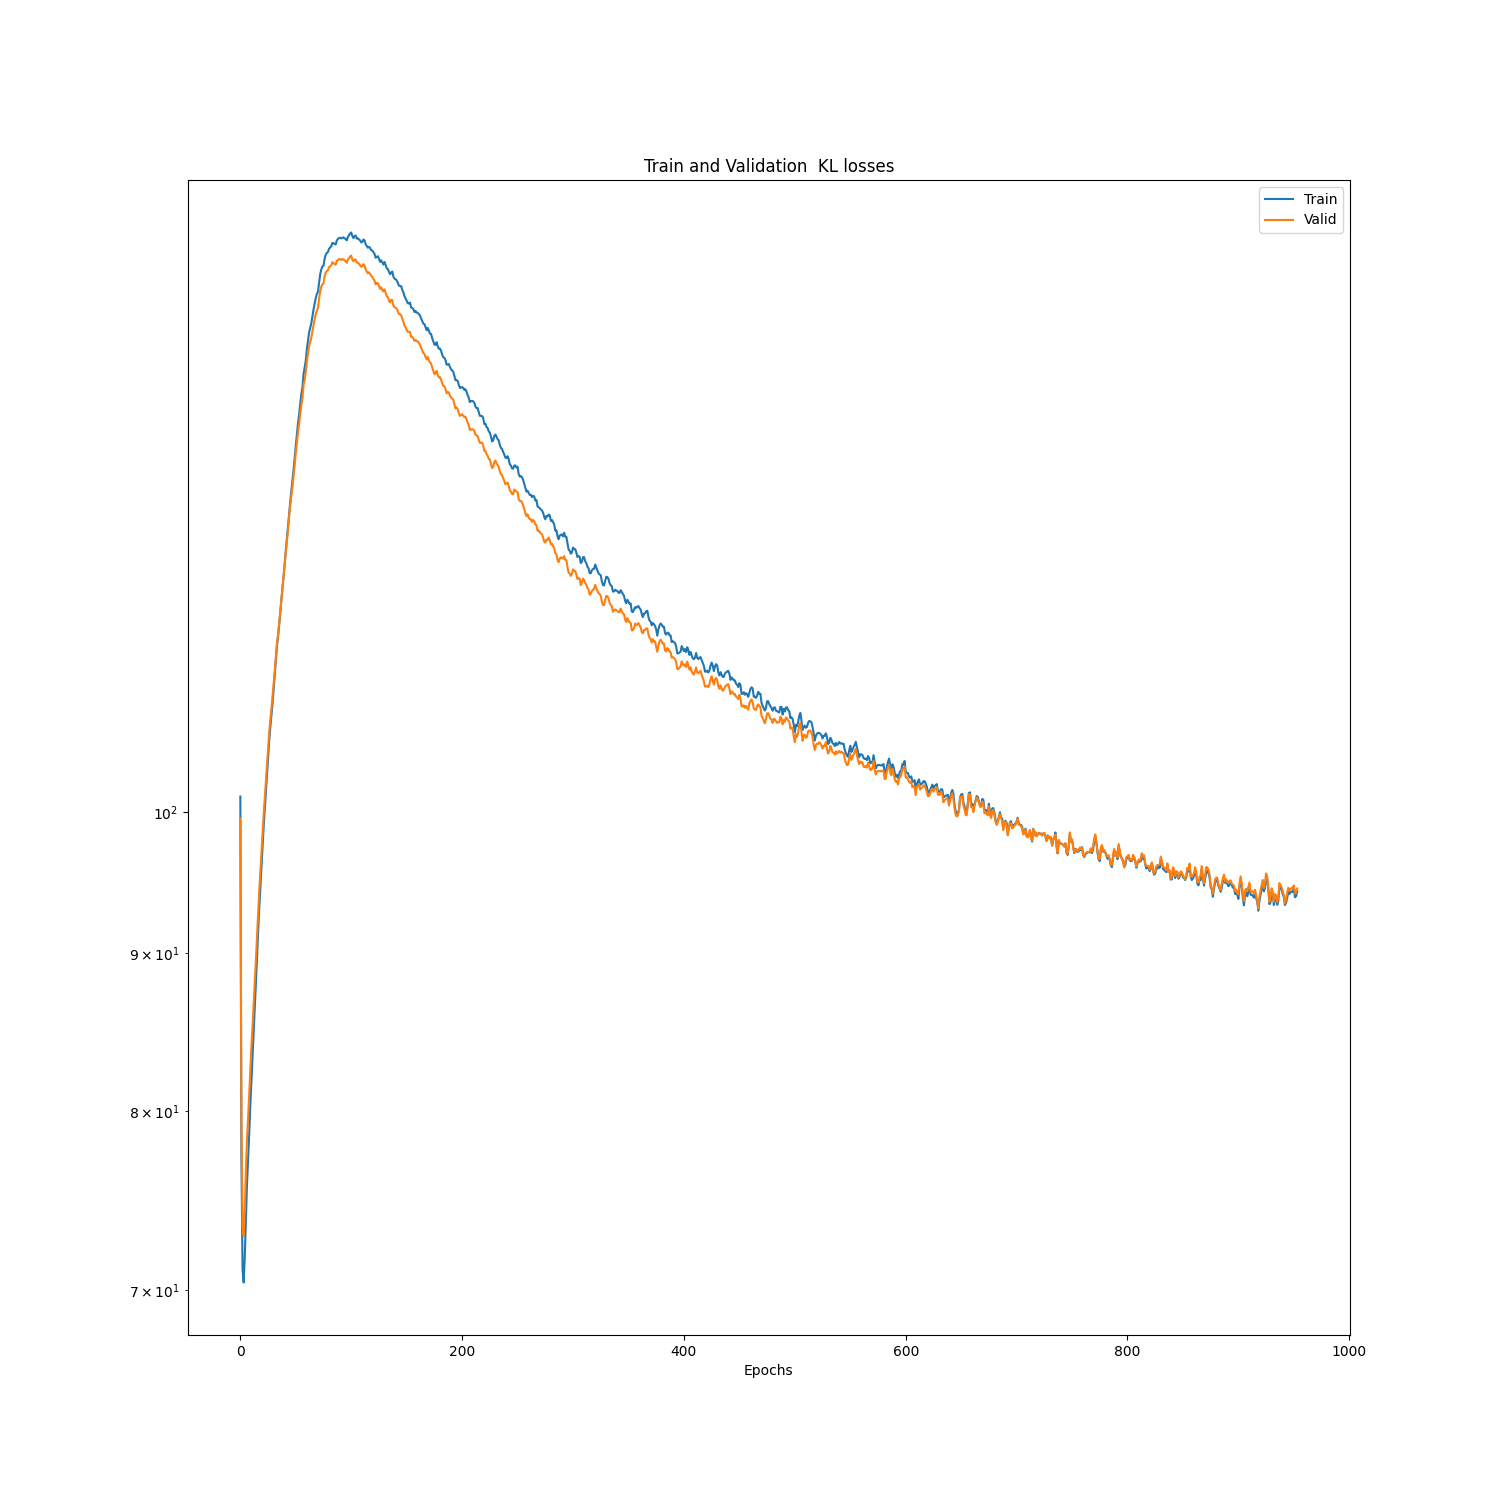 Train and Validation  KL losses
Train
Valid
10²
9 × 10¹
8 × 10¹
7 × 10¹
0 200 400 600 800 1000
Epochs